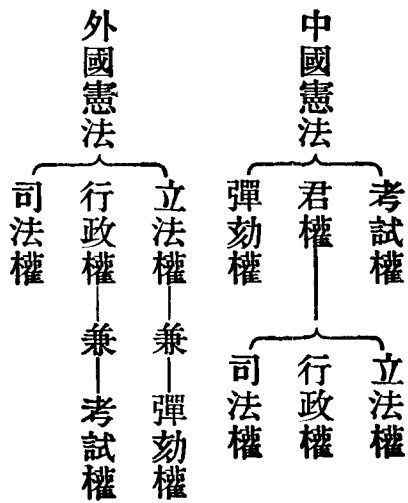 中國憲法
考試權
君權
彈劾權
立法權
行政權
司法權
外國憲法
立法權
兼
彈劾權
行政權
兼
考試權
司法權